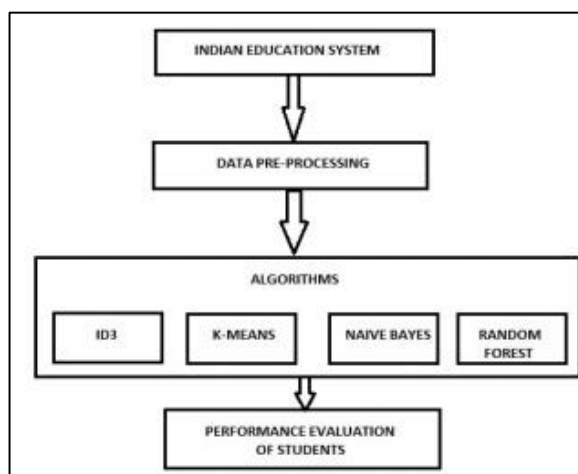 INDIAN EDUCATION SYSTEM
DATA PRE-PROCESSING
ALGORITHMS
ID3
K-MEANS
NAIVE BAYES
RANDOM
FOREST
PERFORMANCE EVALUATION
OF STUDENTS